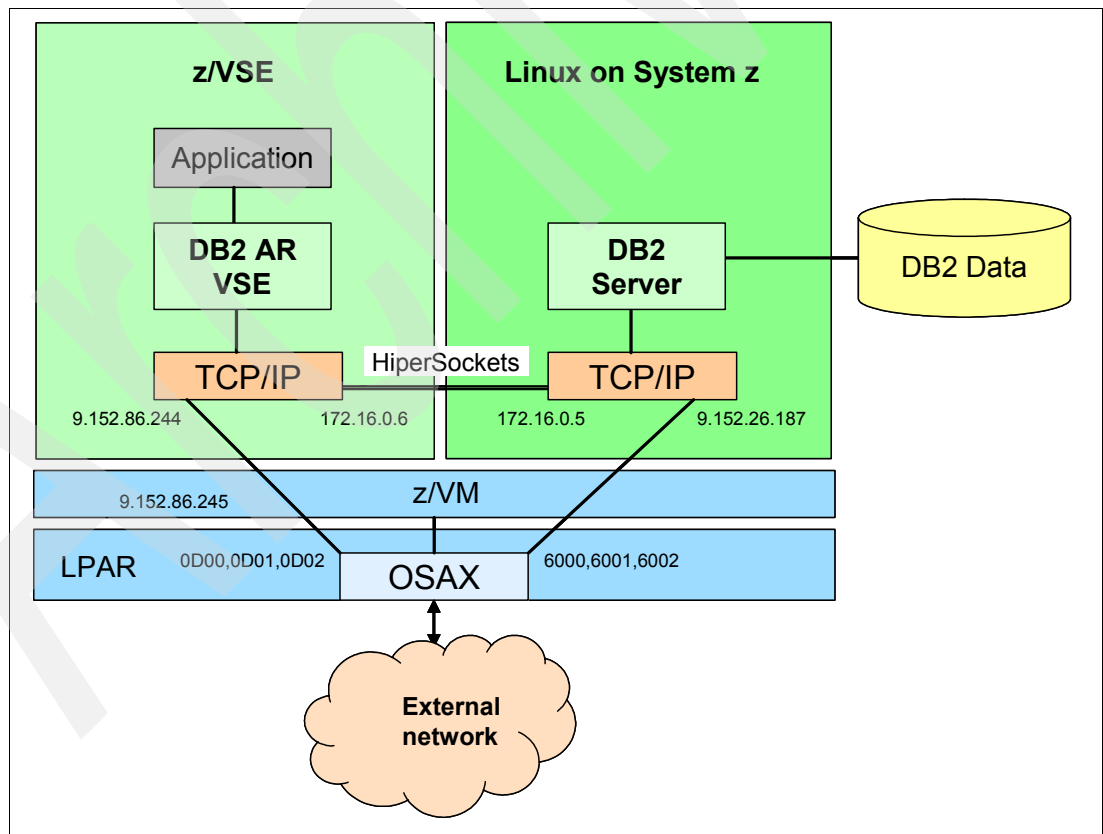 z/VSE
Linux on System z
Application
DB2 AR
VSE
DB2
Server
DB2 Data
HiperSockets
TCP/IP
TCP/IP
9.152.86.244
172.16.0.6
172.16.0.5
9.152.26.187
z/VM
9.152.86.245
LPAR
0D00,0D01,0D02
OSAX
6000,6001,6002
External
network